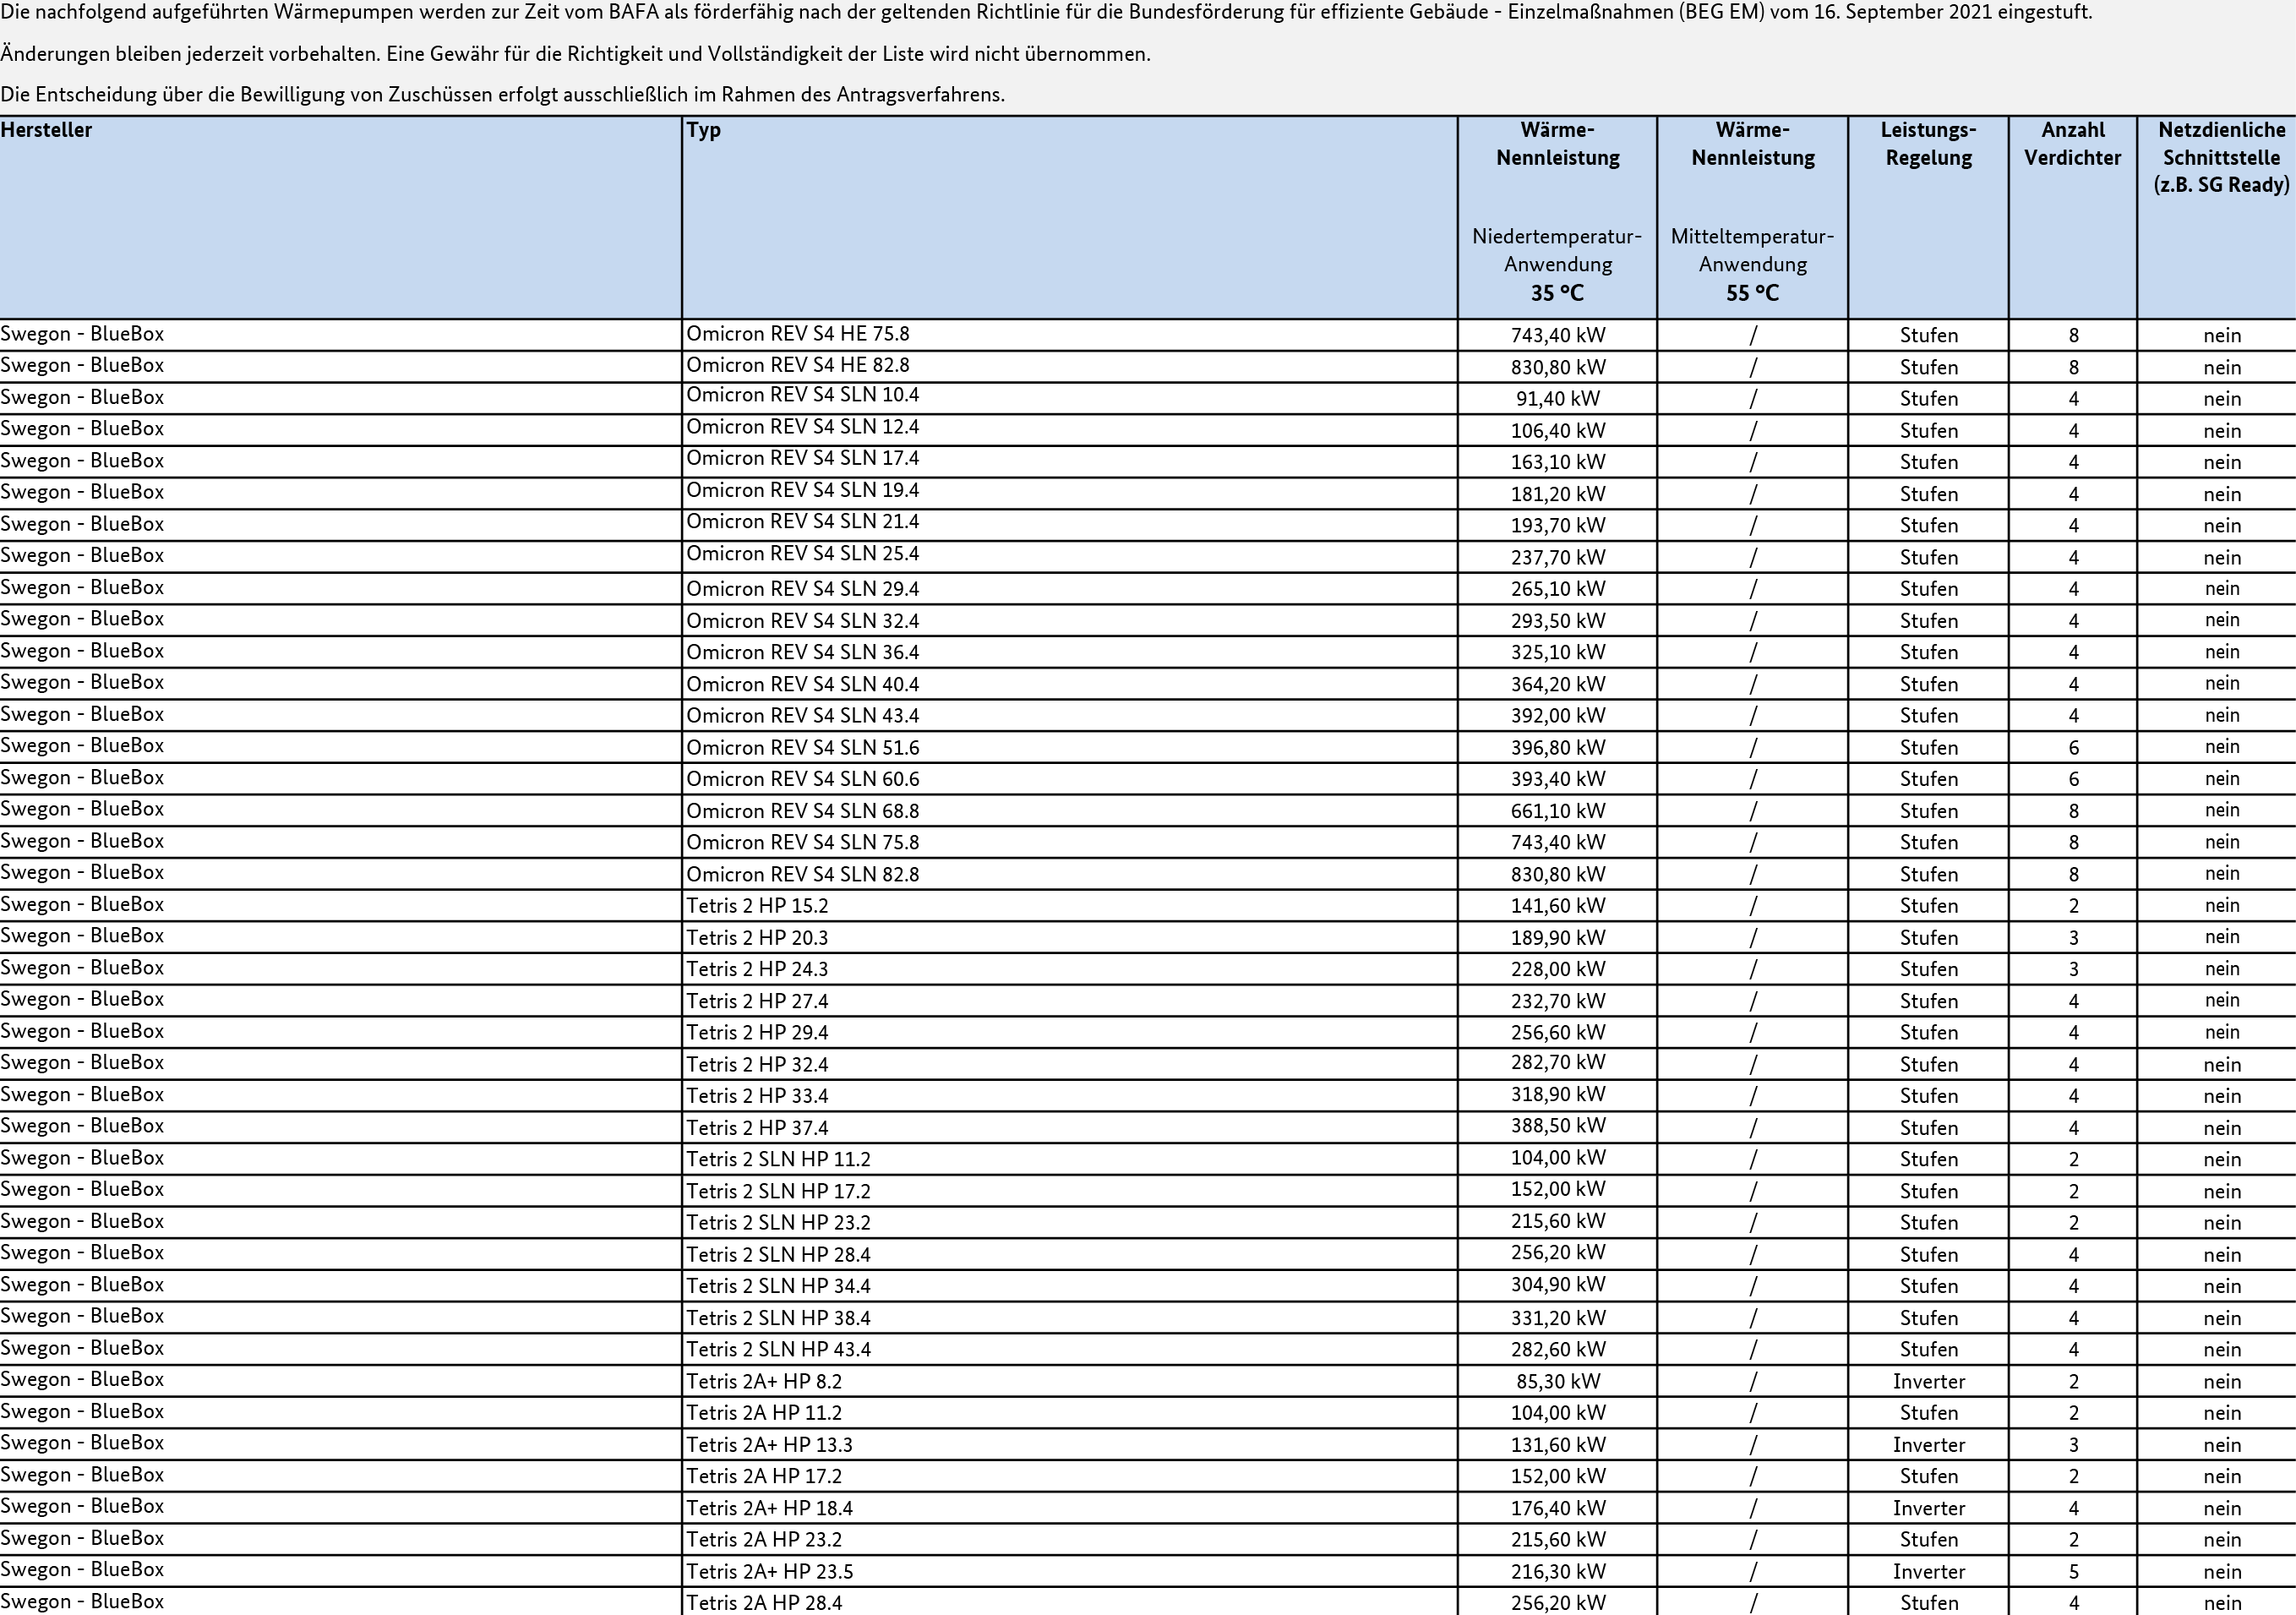 Die nachfolgend aufgeführten Wärmepumpen werden zur Zeit vom BAFA als förderfähig nach der geltenden Richtlinie für die Bundesförderung für effiziente Gebäude - Einzelmaßnahmen (BEG EM) vom 16. September 2021 eingestuft.
Änderungen bleiben jederzeit vorbehalten. Eine Gewähr für die Richtigkeit und Vollständigkeit der Liste wird nicht übernommen.
Die Entscheidung über die Bewilligung von Zuschüssen erfolgt ausschließlich im Rahmen des Antragsverfahrens.
Hersteller Typ Wärme- Wärme- Leistungs- Anzahl Netzdienliche
Nennleistung Nennleistung Regelung Verdichter Schnittstelle
(z.B. SG Ready)
Niedertemperatur- Mitteltemperatur-
Anwendung Anwendung
35 °C 55 °C
Swegon - BlueBox Omicron REV S4 HE 75.8 743,40 kW / Stufen 8 nein
Swegon - BlueBox Omicron REV S4 HE 82.8 830,80 kW / Stufen 8 nein
Swegon - BlueBox Omicron REV S4 SLN 10.4 91,40 kW / Stufen 4 nein
Swegon - BlueBox Omicron REV S4 SLN 12.4 106,40 kW / Stufen 4 nein
Swegon - BlueBox Omicron REV S4 SLN 17.4 163,10 kW / Stufen 4 nein
Swegon - BlueBox Omicron REV S4 SLN 19.4 181,20 kW / Stufen 4 nein
Swegon - BlueBox Omicron REV S4 SLN 21.4 193,70 kW / Stufen 4 nein
Swegon - BlueBox Omicron REV S4 SLN 25.4 237,70 kW / Stufen 4 nein
Swegon - BlueBox Omicron REV S4 SLN 29.4 265,10 kW / Stufen 4 nein
Swegon - BlueBox Omicron REV S4 SLN 32.4 293,50 kW / Stufen 4 nein
Swegon - BlueBox Omicron REV S4 SLN 36.4 325,10 kW / Stufen 4 nein
Swegon - BlueBox Omicron REV S4 SLN 40.4 364,20 kW / Stufen 4 nein
Swegon - BlueBox Omicron REV S4 SLN 43.4 392,00 kW / Stufen 4 nein
Swegon - BlueBox Omicron REV S4 SLN 51.6 396,80 kW / Stufen 6 nein
Swegon - BlueBox Omicron REV S4 SLN 60.6 393,40 kW / Stufen 6 nein
Swegon - BlueBox Omicron REV S4 SLN 68.8 661,10 kW / Stufen 8 nein
Swegon - BlueBox Omicron REV S4 SLN 75.8 743,40 kW / Stufen 8 nein
Swegon - BlueBox Omicron REV S4 SLN 82.8 830,80 kW / Stufen 8 nein
Swegon - BlueBox Tetris 2 HP 15.2 141,60 kW / Stufen 2 nein
Swegon - BlueBox Tetris 2 HP 20.3 189,90 kW / Stufen 3 nein
Swegon - BlueBox Tetris 2 HP 24.3 228,00 kW / Stufen 3 nein
Swegon - BlueBox Tetris 2 HP 27.4 232,70 kW / Stufen 4 nein
Swegon - BlueBox Tetris 2 HP 29.4 256,60 kW / Stufen 4 nein
Swegon - BlueBox Tetris 2 HP 32.4 282,70 kW / Stufen 4 nein
Swegon - BlueBox Tetris 2 HP 33.4 318,90 kW / Stufen 4 nein
Swegon - BlueBox Tetris 2 HP 37.4 388,50 kW / Stufen 4 nein
Swegon - BlueBox Tetris 2 SLN HP 11.2 104,00 kW / Stufen 2 nein
Swegon - BlueBox Tetris 2 SLN HP 17.2 152,00 kW / Stufen 2 nein
Swegon - BlueBox Tetris 2 SLN HP 23.2 215,60 kW / Stufen 2 nein
Swegon - BlueBox Tetris 2 SLN HP 28.4 256,20 kW / Stufen 4 nein
Swegon - BlueBox Tetris 2 SLN HP 34.4 304,90 kW / Stufen 4 nein
Swegon - BlueBox Tetris 2 SLN HP 38.4 331,20 kW / Stufen 4 nein
Swegon - BlueBox Tetris 2 SLN HP 43.4 282,60 kW / Stufen 4 nein
Swegon - BlueBox Tetris 2A+ HP 8.2 85,30 kW / Inverter 2 nein
Swegon - BlueBox Tetris 2A HP 11.2 104,00 kW / Stufen 2 nein
Swegon - BlueBox Tetris 2A+ HP 13.3 131,60 kW / Inverter 3 nein
Swegon - BlueBox Tetris 2A HP 17.2 152,00 kW / Stufen 2 nein
Swegon - BlueBox Tetris 2A+ HP 18.4 176,40 kW / Inverter 4 nein
Swegon - BlueBox Tetris 2A HP 23.2 215,60 kW / Stufen 2 nein
Swegon - BlueBox Tetris 2A+ HP 23.5 216,30 kW / Inverter 5 nein
Swegon - BlueBox Tetris 2A HP 28.4 256,20 kW / Stufen 4 nein